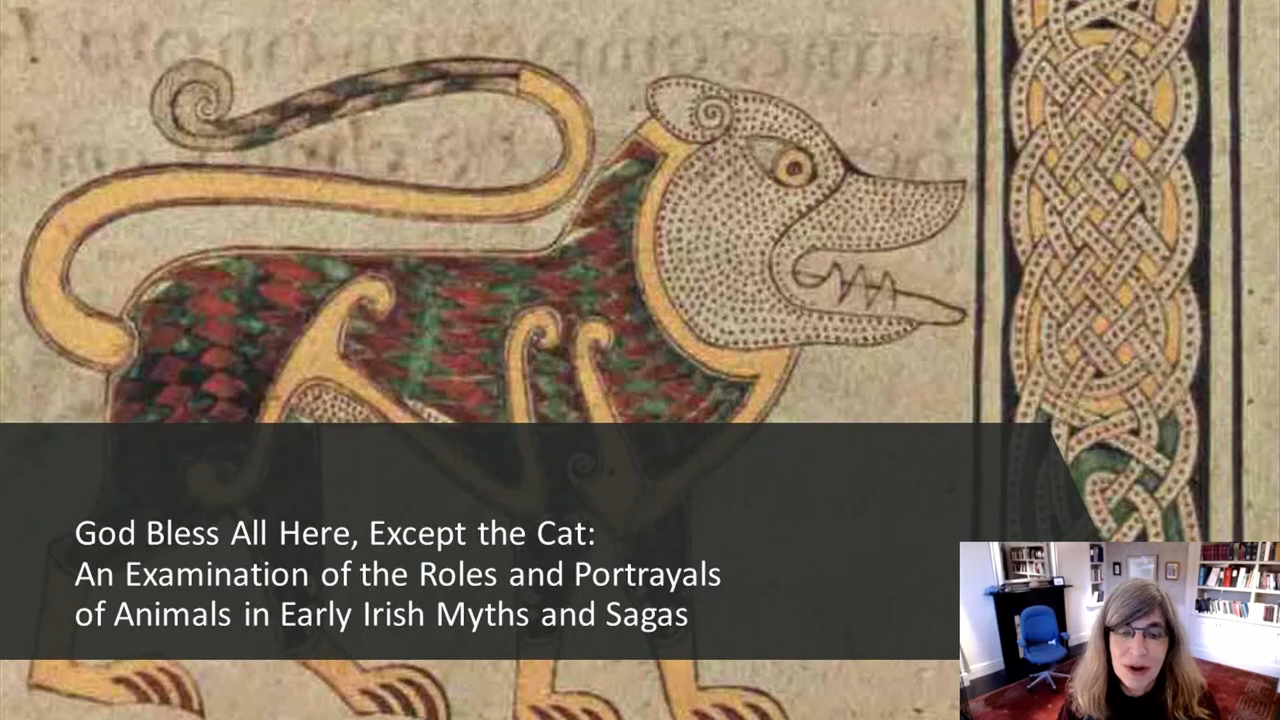 God Bless All Here, Except the Cat:
An Examination of the Roles and Portrayals
of Animals in Early Irish Myths and Sagas